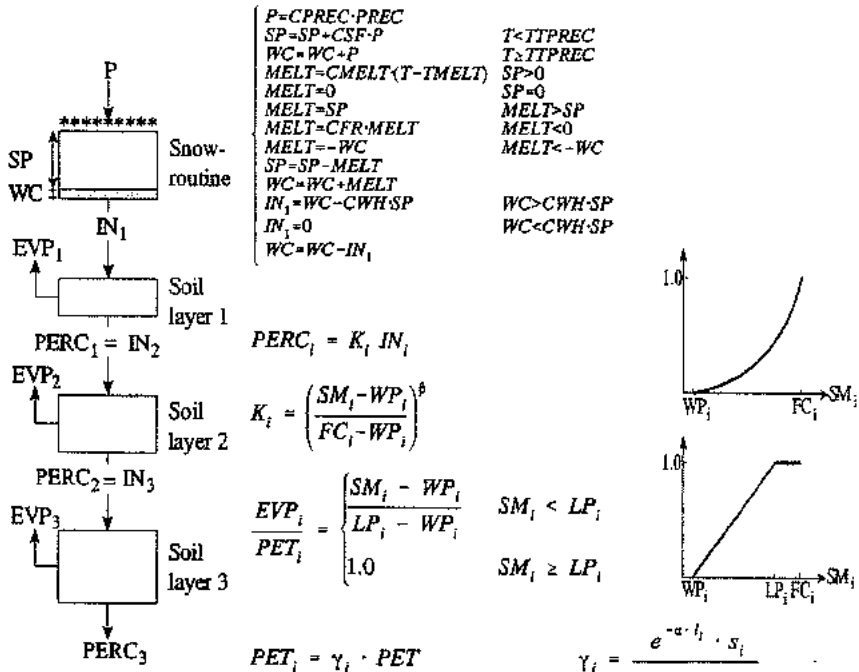 P=CPREC·PREC
SP=SP+CSF·P T<TTPREC
WC=WC+P T≥TTPREC
MELT=CMELT·(T-TMELT) SP>0
MELT=0 SP=0
MELT=SP MELT>SP
MELT=CFR·MELT MELT<0
MELT=-WC MELT<-WC
SP=SP-MELT
WC=WC+MELT
IN₁=WC-CWH·SP WC>CWH·SP
IN₁=0 WC<CWH·SP
WC=WC-IN₁
P
*********
SP
WC
Snow-
routine
IN₁
EVP₁
Soil
layer 1
PERC₁ = IN₂
PERCᵢ = Kᵢ INᵢ
EVP₂
Soil
layer 2
Kᵢ = ((SMᵢ-WPᵢ)/(FCᵢ-WPᵢ))^β
1.0
WPᵢ FCᵢ SMᵢ
PERC₂ = IN₃
EVP₃
Soil
layer 3
EVPᵢ/PETᵢ = { (SMᵢ - WPᵢ)/(LPᵢ - WPᵢ) SMᵢ < LPᵢ
1.0 SMᵢ ≥ LPᵢ
1.0
WPᵢ LPᵢ FCᵢ SMᵢ
PERC₃
PETᵢ = γᵢ · PET γᵢ = e^(-α·lᵢ) · sᵢ